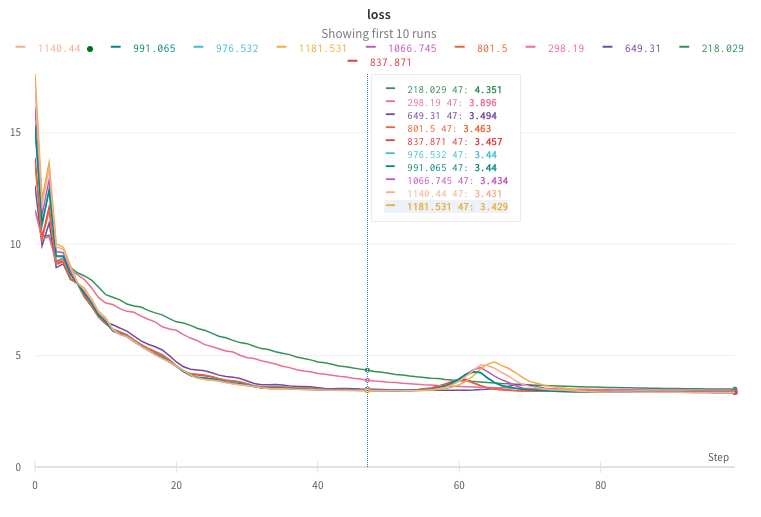 loss
Showing first 10 runs
1140.44 991.065 976.532 1181.531 1066.745 801.5 298.19 649.31 218.029
837.871
218.029 47: 4.351
298.19 47: 3.896
649.31 47: 3.494
801.5 47: 3.463
837.871 47: 3.457
976.532 47: 3.44
991.065 47: 3.44
1066.745 47: 3.434
1140.44 47: 3.431
1181.531 47: 3.429
15
10
5
0
Step
0 20 40 60 80